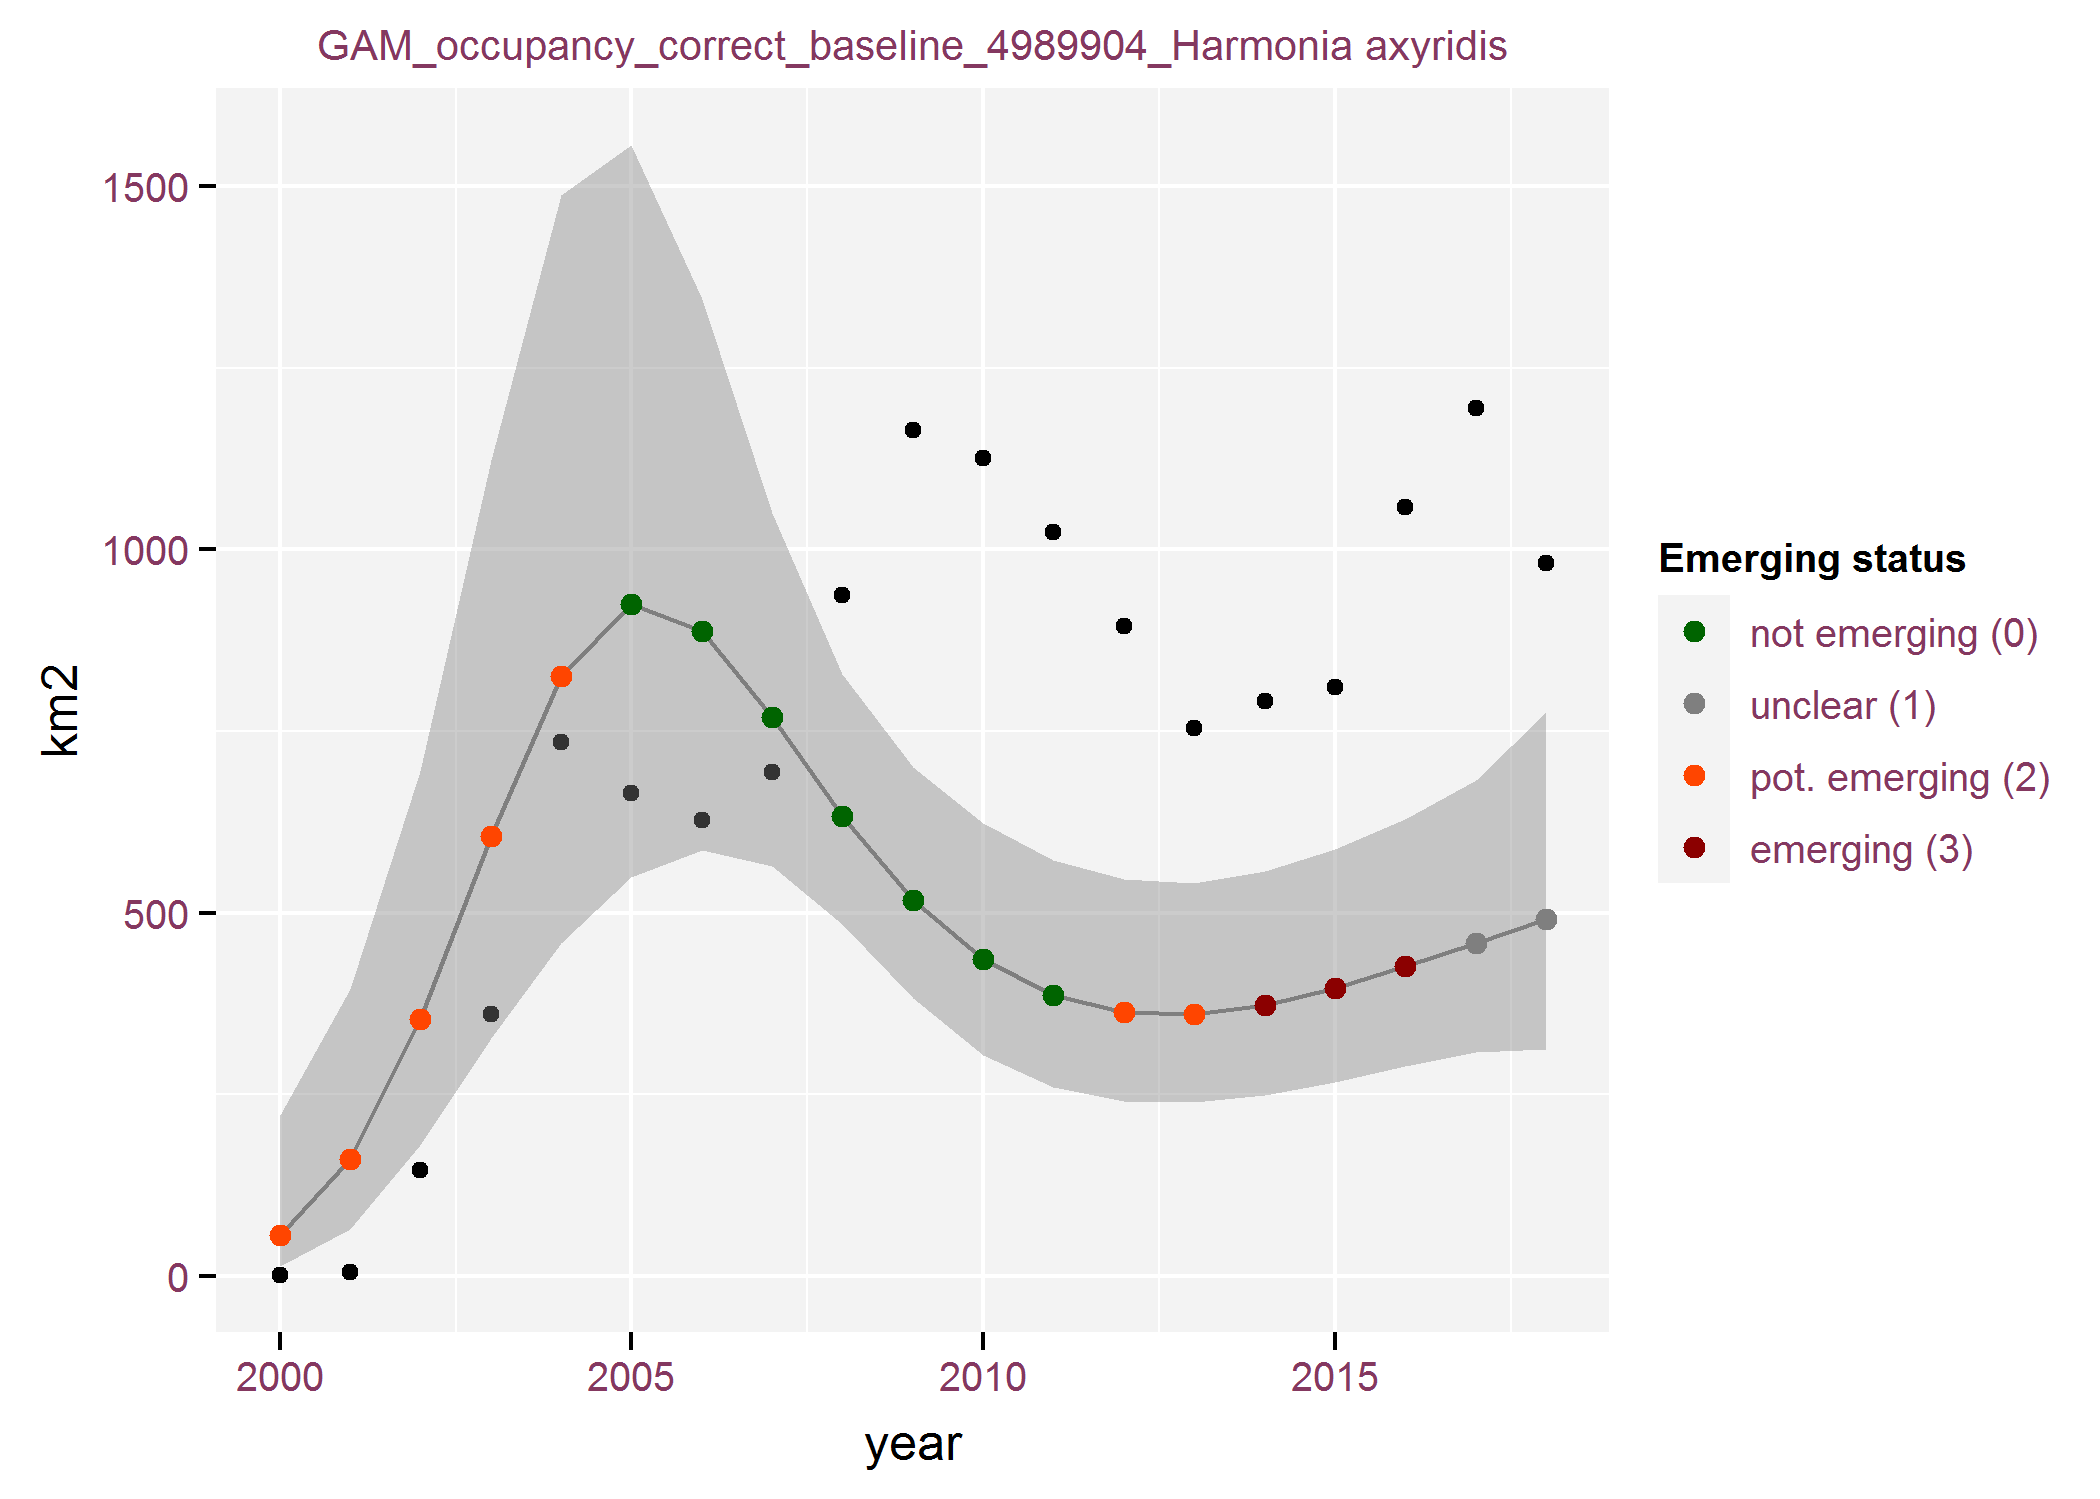 GAM_occupancy_correct_baseline_4989904_Harmonia axyridis
1500
1000
500
0
km2
2000 2005 2010 2015
year
Emerging status
not emerging (0)
unclear (1)
pot. emerging (2)
emerging (3)